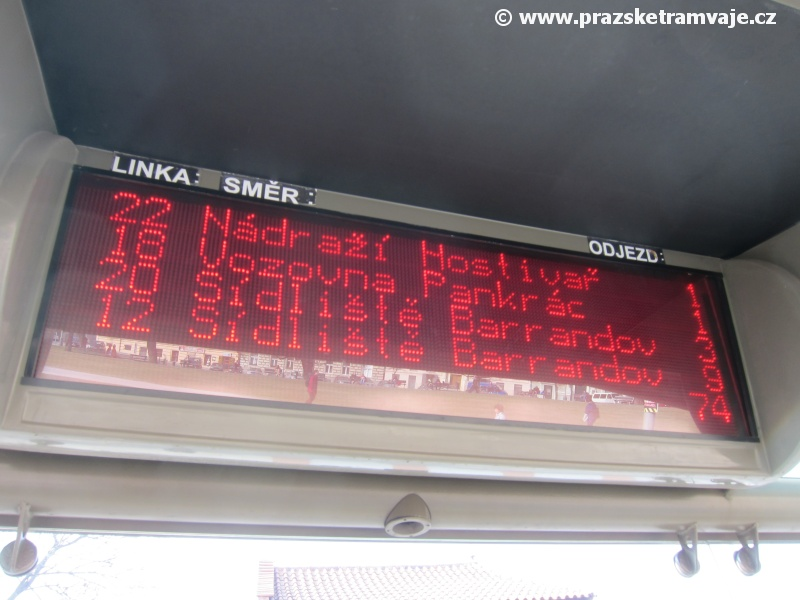 © www.prazsketramvaje.cz
LINKA SMĚR ODJEZD
22 Nádraží Hostivař 1
18 Vozovna Pankrác 1
20 Sídliště Barrandov 3
12 Sídliště Barrandov 9
74